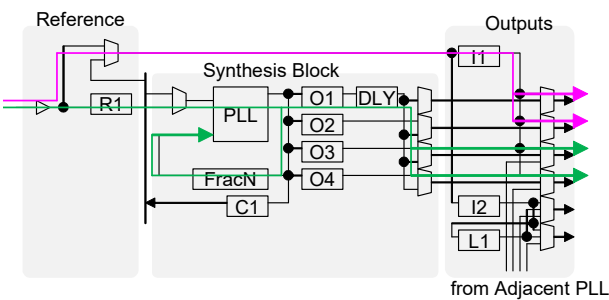 Reference
Outputs
Synthesis Block
I1
R1
PLL
O1
DLY
O2
O3
FracN
O4
C1
I2
L1
from Adjacent PLL